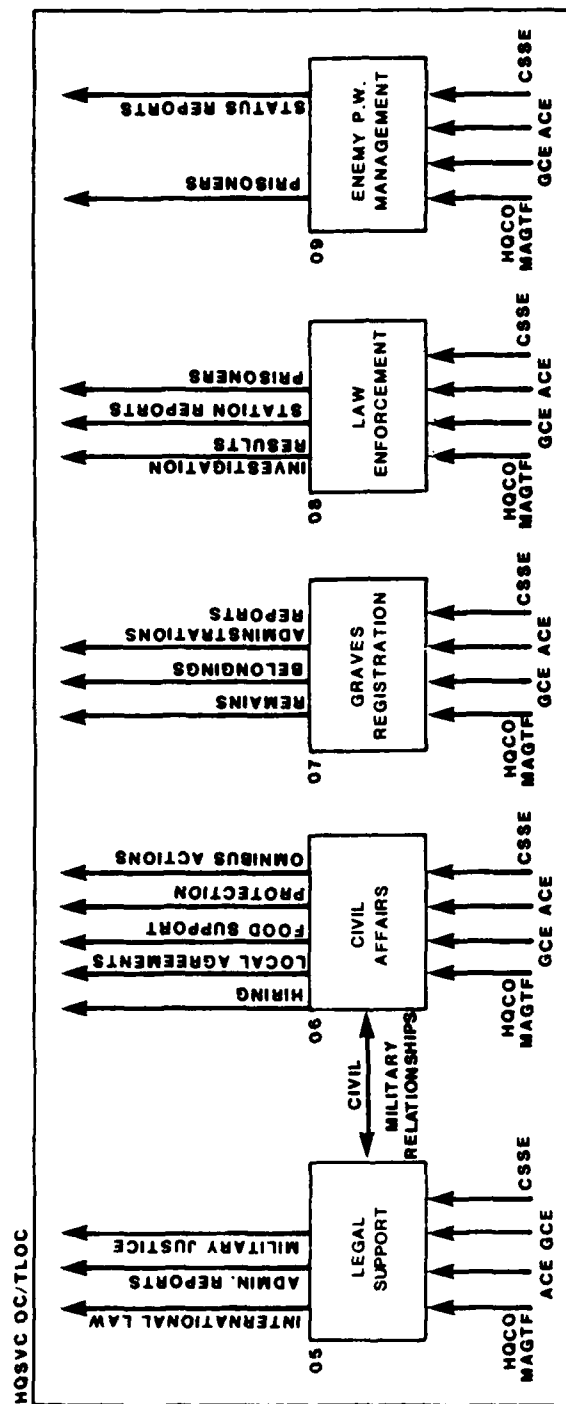 HQSVC OC/TLOC
INTERNATIONAL LAW
ADMIN. REPORTS
MILITARY JUSTICE
05
LEGAL
SUPPORT
HQCO
MAGTF
ACE GCE
CSSE
CIVIL
MILITARY
RELATIONSHIPS
HIRING
LOCAL AGREEMENTS
FOOD SUPPORT
PROTECTION
OMNIBUS ACTIONS
06
CIVIL
AFFAIRS
HQCO
MAGTF
GCE ACE
CSSE
REMAINS
BELONGINGS
ADMINSTRATIONS
REPORTS
07
GRAVES
REGISTRATION
HQCO
MAGTF
GCE ACE
CSSE
INVESTIGATION
RESULTS
STATION REPORTS
PRISONERS
08
LAW
ENFORCEMENT
HQCO
MAGTF
GCE ACE
CSSE
PRISONERS
STATUS REPORTS
09
ENEMY P.W.
MANAGEMENT
HQCO
MAGTF
GCE ACE
CSSE